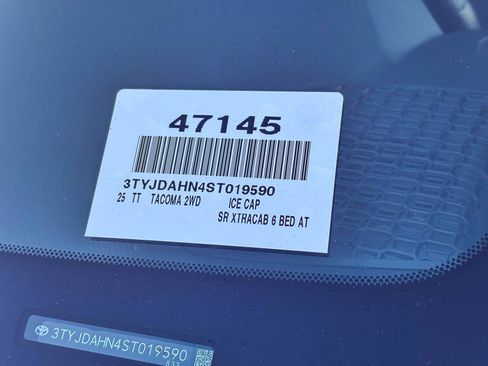 47145
3TYJDAHN4ST019590
25 TT TACOMA 2WD ICE CAP
SR XTRACAB 6 BED AT
3TYJDAHN4ST019590